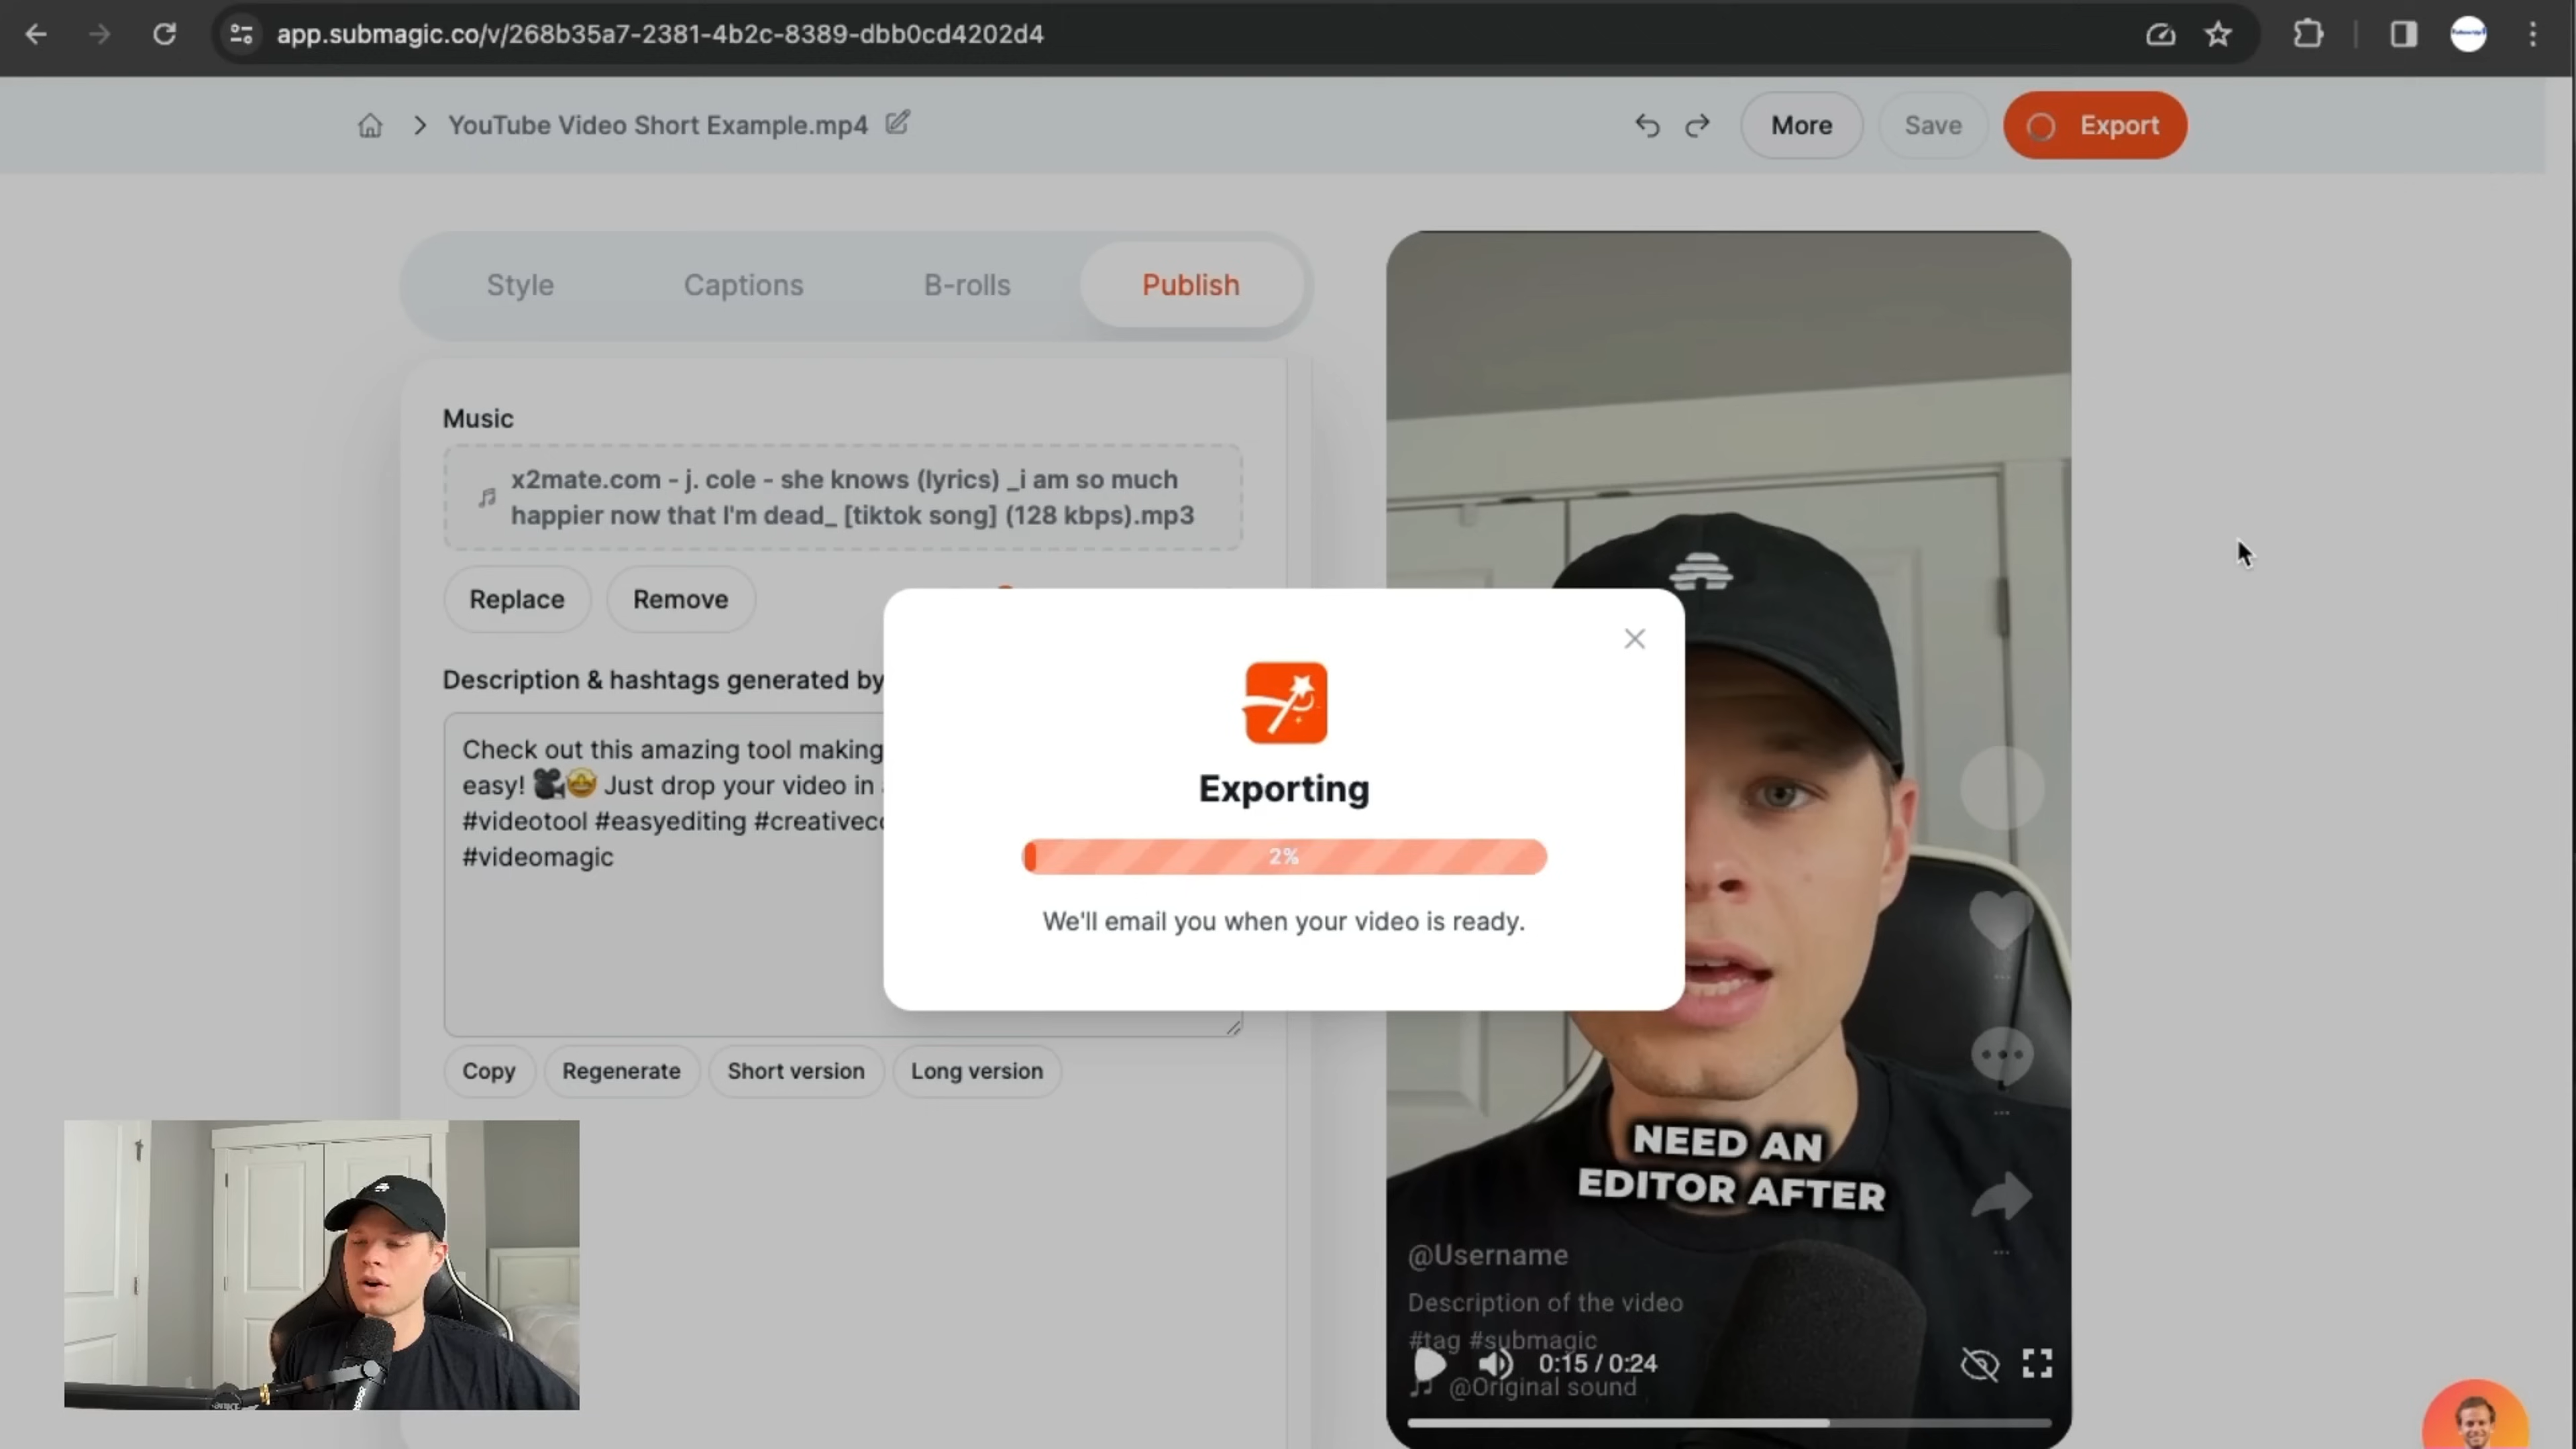 app.submagic.co/v/268b35a7-2381-4b2c-8389-dbb0cd4202d4
YouTube Video Short Example.mp4
More
Save
Export
Style
Captions
B-rolls
Publish
Music
x2mate.com - j. cole - she knows (lyrics) _i am so much
happier now that I'm dead_ [tiktok song] (128 kbps).mp3
Replace
Remove
Description & hashtags generated by
Check out this amazing tool making
easy! 🎥🤩 Just drop your video in
#videotool #easyediting
#videomagic
Copy
Regenerate
Short version
Long version
Exporting
2%
We'll email you when your video is ready.
NEED AN
EDITOR AFTER
@Username
Description of the video
#tag #submagic
0:15 / 0:24
@Original sound